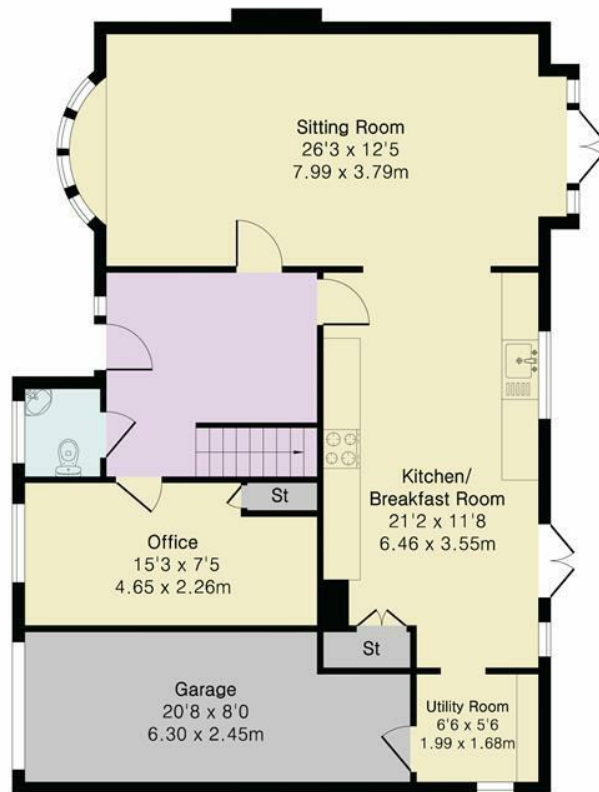 Sitting Room
26'3 x 12'5
7.99 x 3.79m
Kitchen/
Breakfast Room
21'2 x 11'8
6.46 x 3.55m
St
Office
15'3 x 7'5
4.65 x 2.26m
St
Garage
20'8 x 8'0
6.30 x 2.45m
Utility Room
6'6 x 5'6
1.99 x 1.68m